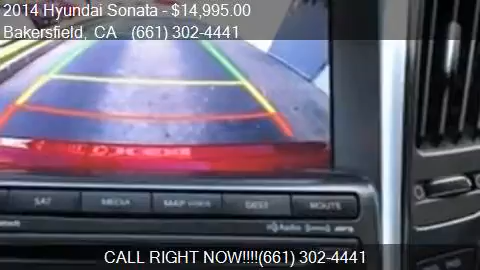 2014 Hyundai Sonata - $14,995.00
Bakersfield, CA (661) 302-4441
SAT MEDIA MAP DEST ROUTE
Audio
CALL RIGHT NOW!!!!(661) 302-4441